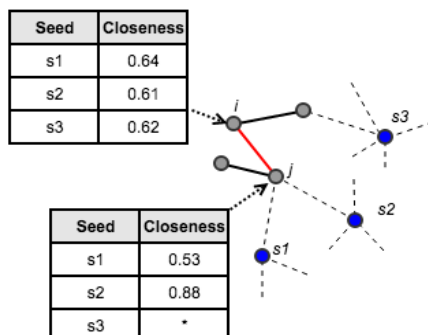 Seed Closeness
s1 0.64
s2 0.61
s3 0.62
i
s3
j
s2
s1
Seed Closeness
s1 0.53
s2 0.88
s3 *